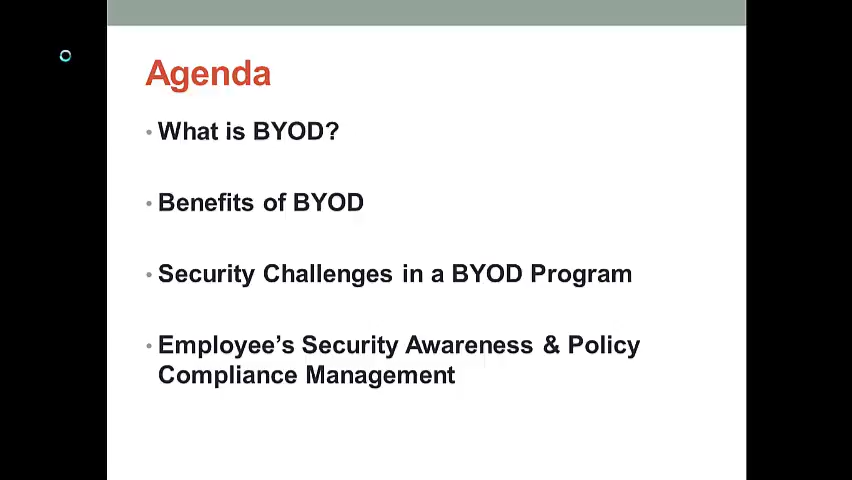 Agenda
• What is BYOD?
• Benefits of BYOD
• Security Challenges in a BYOD Program
• Employee’s Security Awareness & Policy
Compliance Management